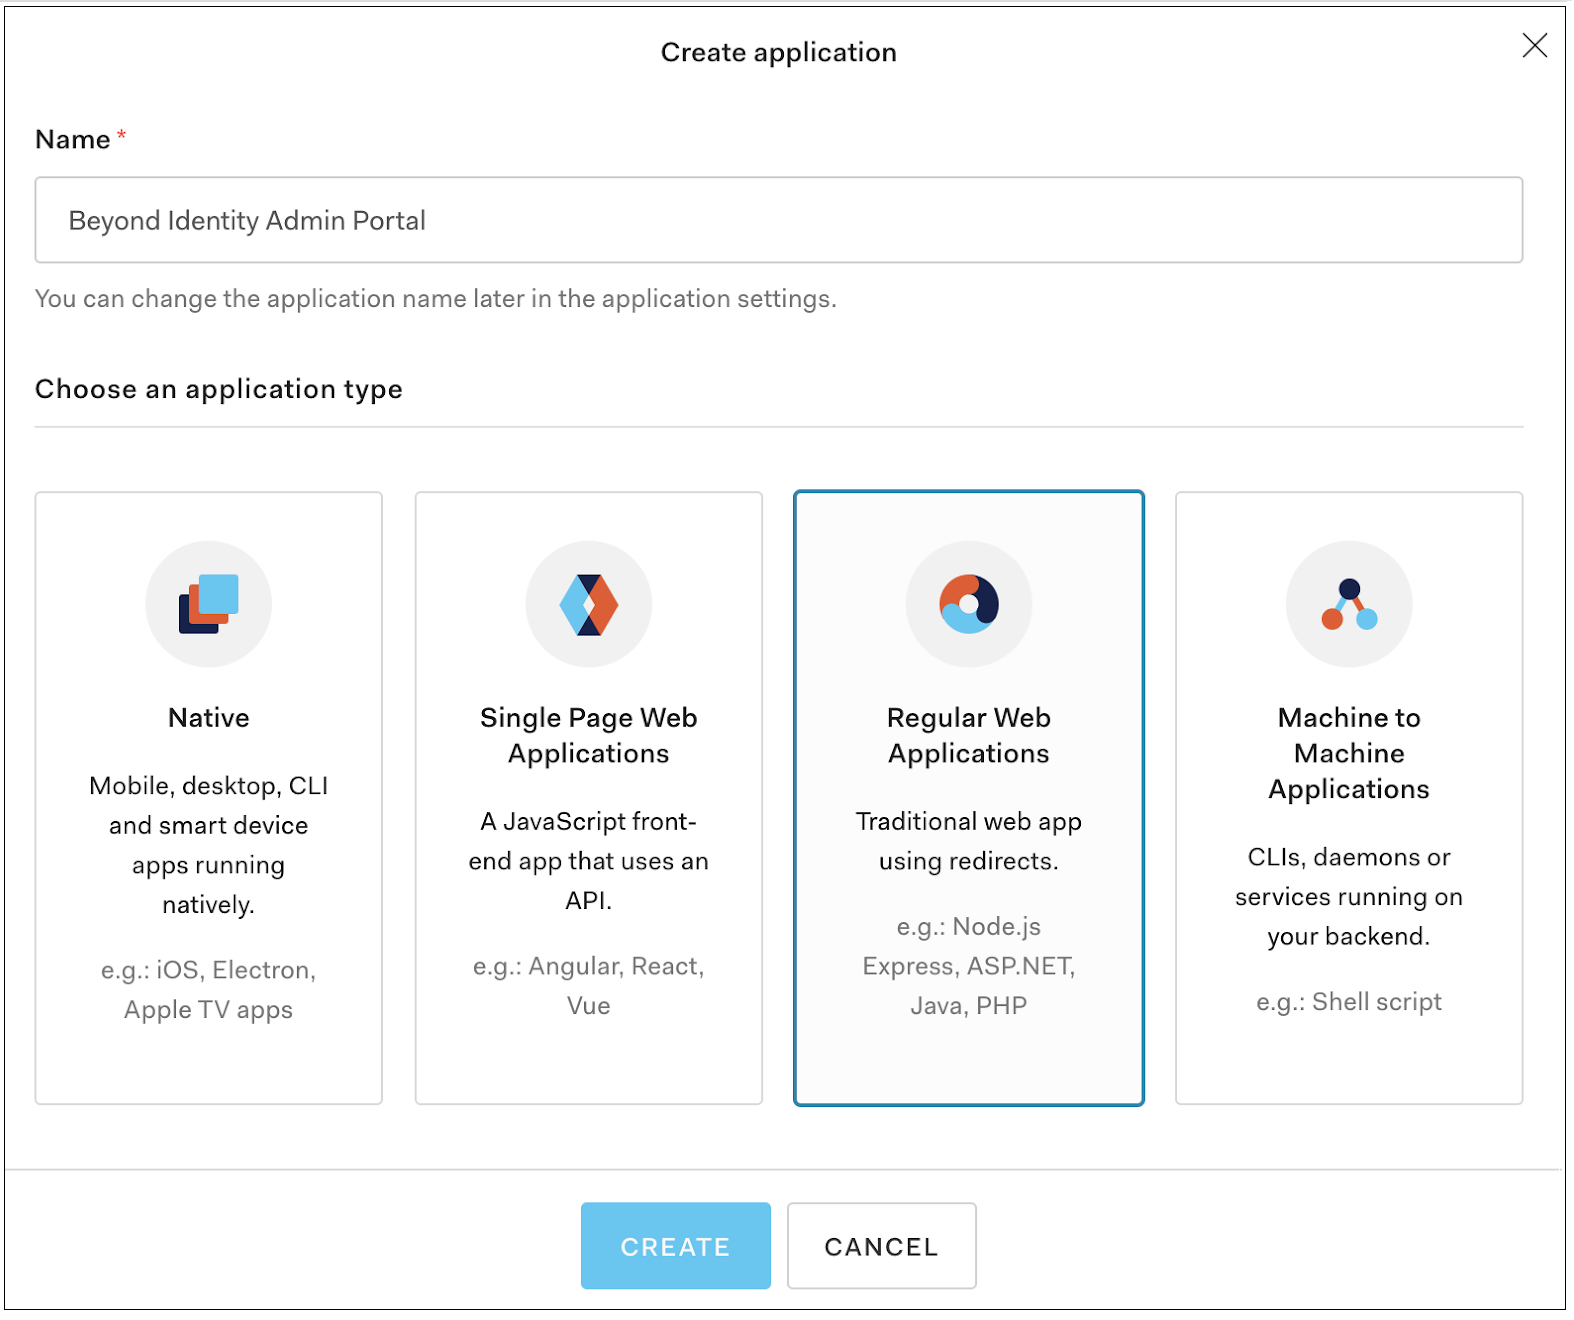 Create application
Name *
Beyond Identity Admin Portal
You can change the application name later in the application settings.
Choose an application type
Native
Mobile, desktop, CLI
and smart device
apps running
natively.
e.g.: iOS, Electron,
Apple TV apps
Single Page Web
Applications
A JavaScript front-
end app that uses an
API.
e.g.: Angular, React,
Vue
Regular Web
Applications
Traditional web app
using redirects.
e.g.: Node.js
Express, ASP.NET,
Java, PHP
Machine to
Machine
Applications
CLIs, daemons or
services running on
your backend.
e.g.: Shell script
CREATE
CANCEL